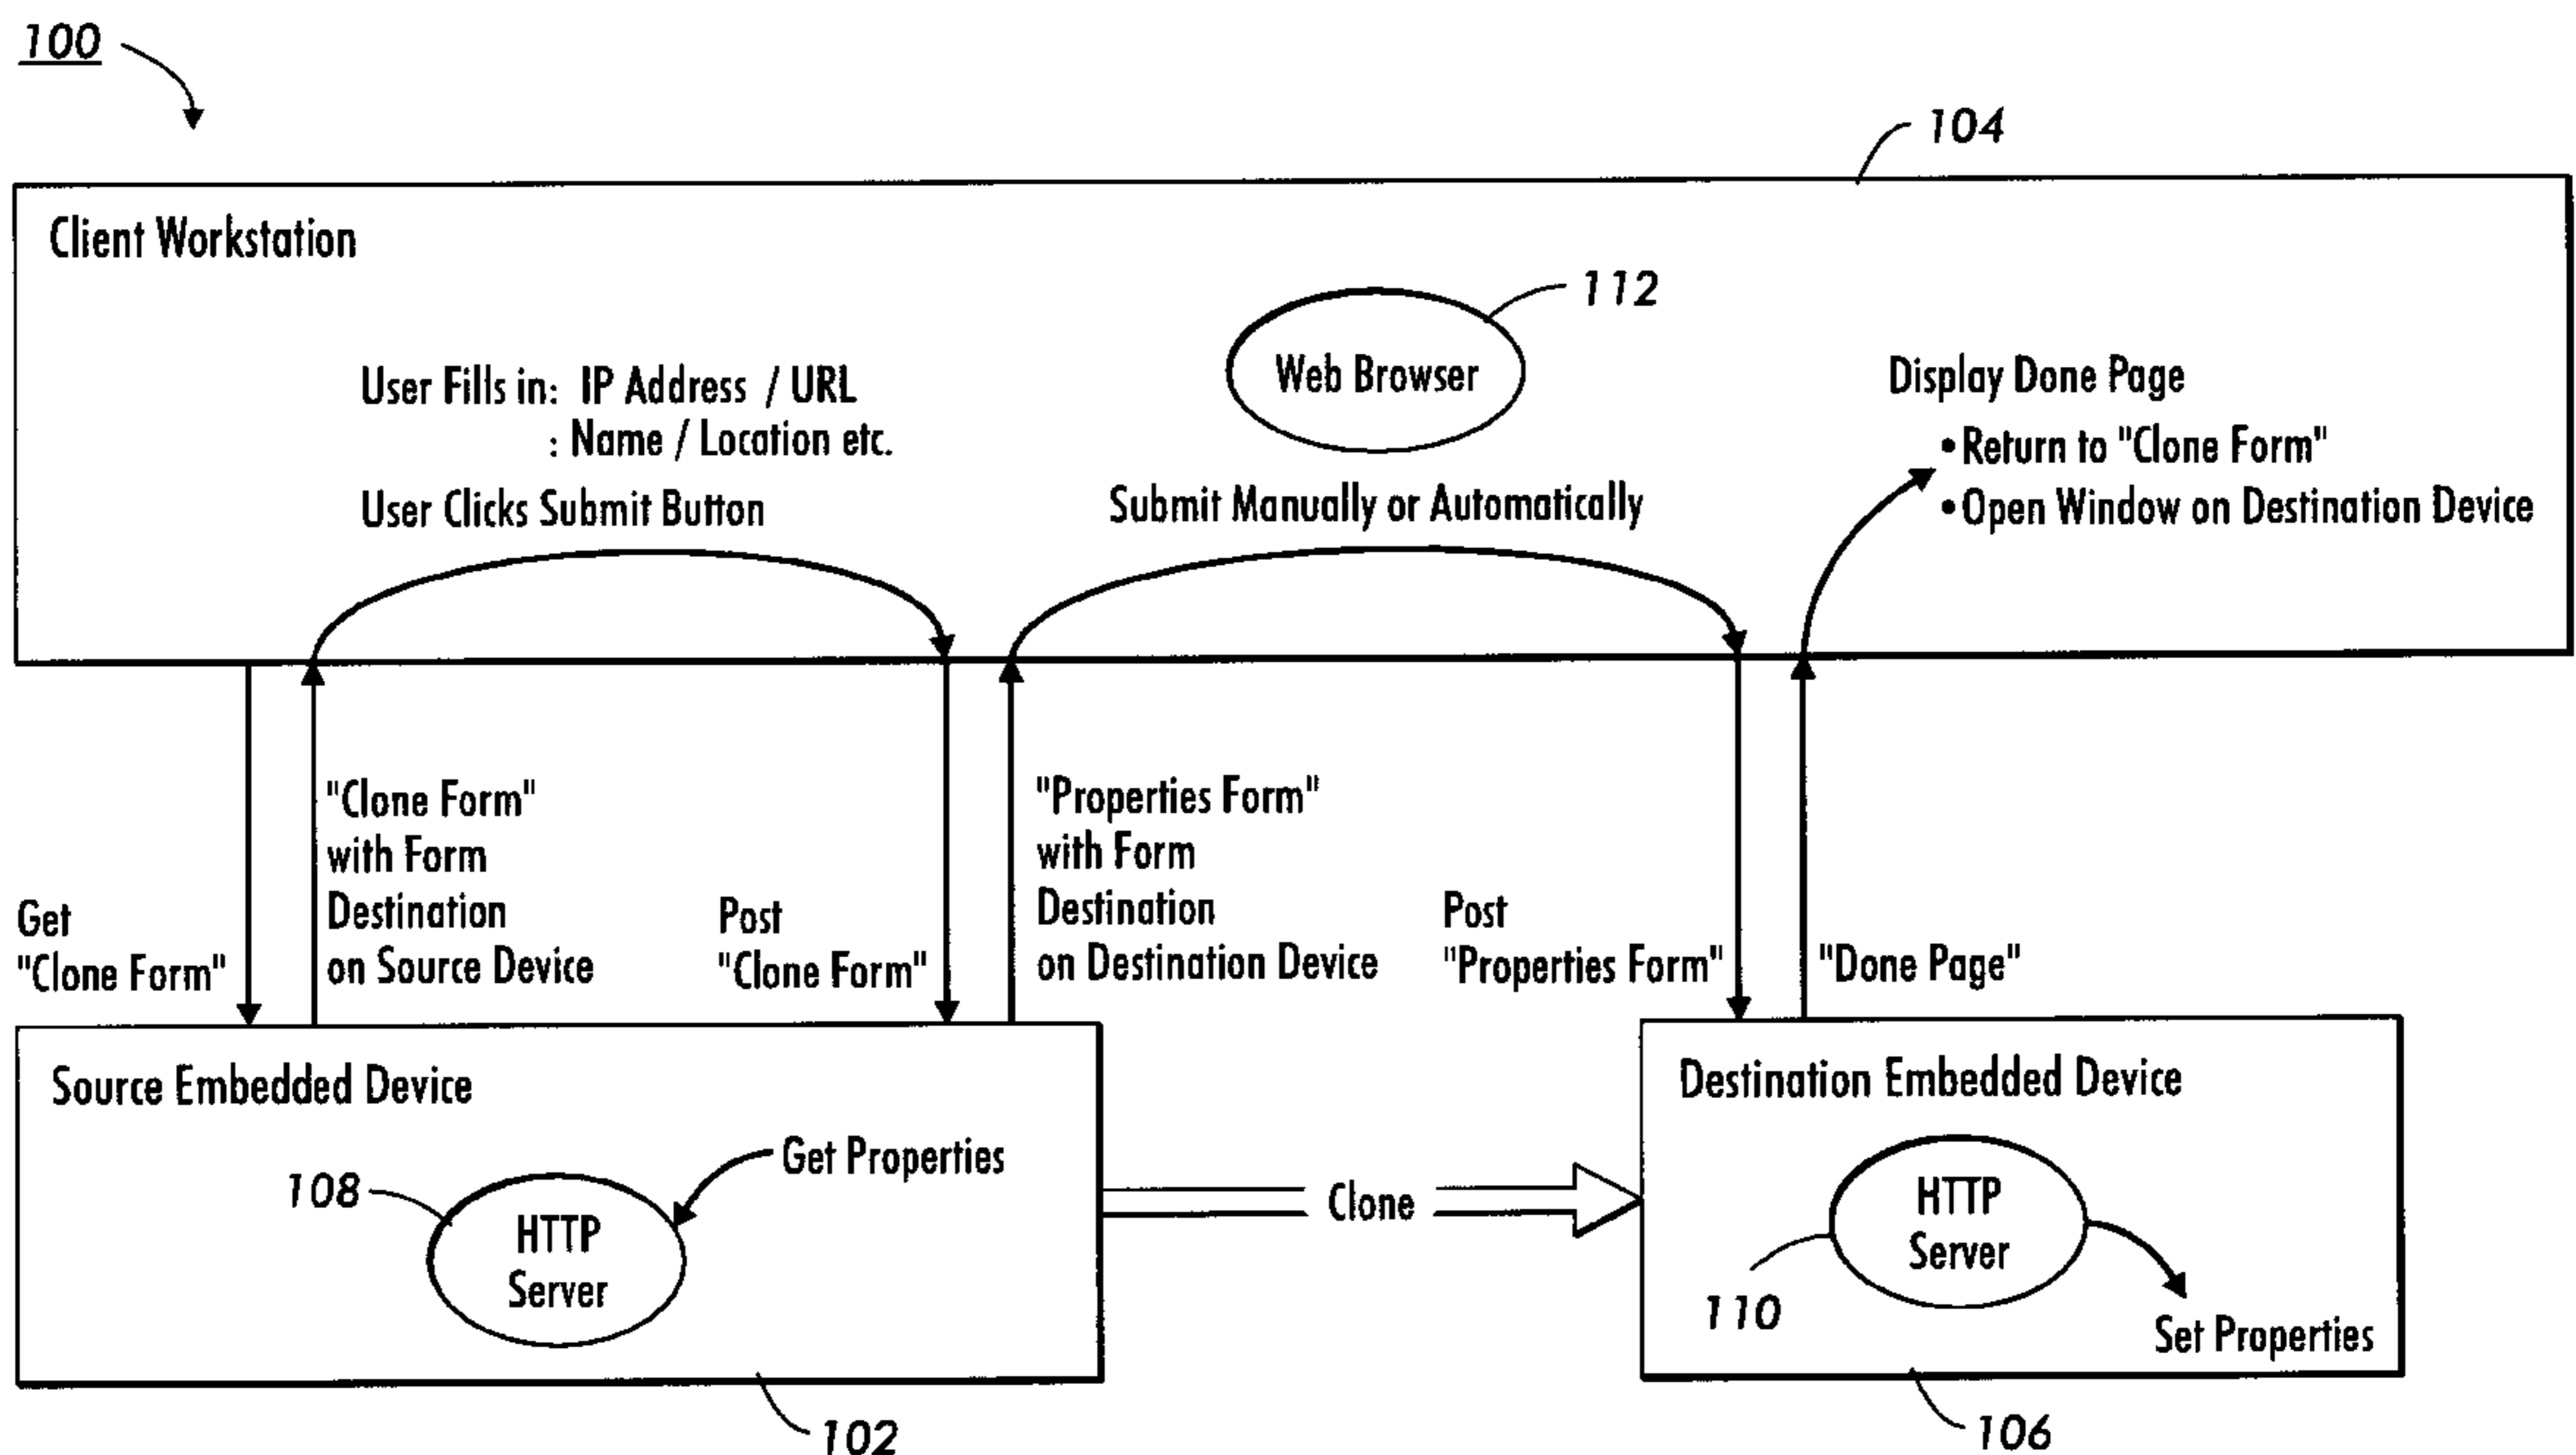 100
104
Client Workstation
112
Web Browser
User Fills in: IP Address / URL
: Name / Location etc.
User Clicks Submit Button
Submit Manually or Automatically
Display Done Page
• Return to "Clone Form"
• Open Window on Destination Device
Get
"Clone Form"
"Clone Form"
with Form
Destination
on Source Device
Post
"Clone Form"
"Properties Form"
with Form
Destination
on Destination Device
Post
"Properties Form"
"Done Page"
Source Embedded Device
Get Properties
108
HTTP
Server
102
Clone
Destination Embedded Device
HTTP
Server
110
Set Properties
106